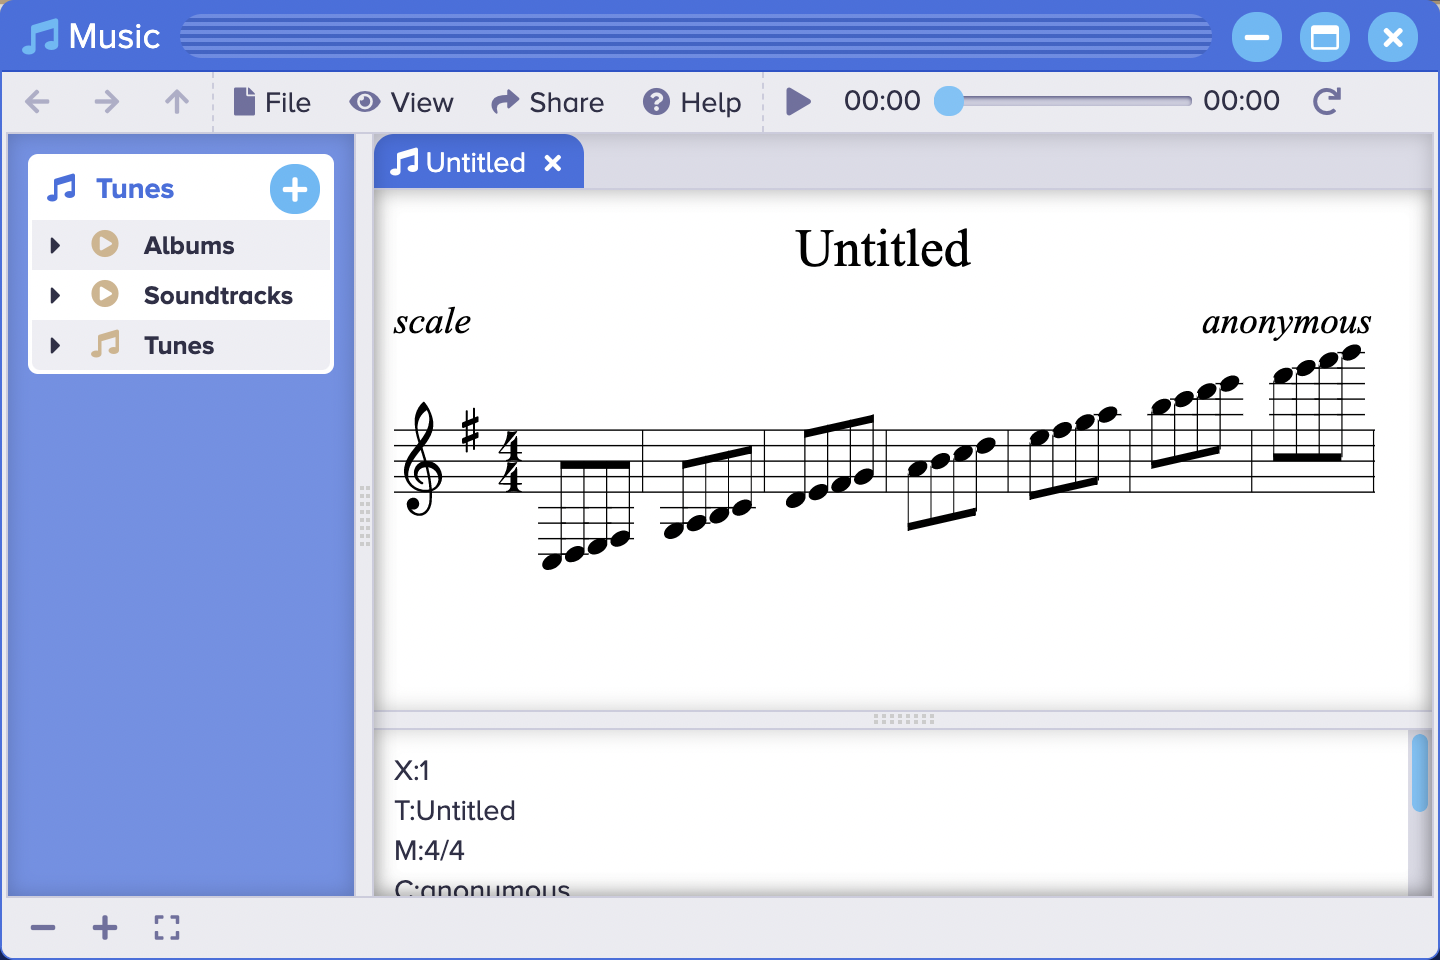 Music
File View Share Help 00:00 00:00
Tunes
Albums
Soundtracks
Tunes
Untitled
Untitled
scale anonymous
4
4
X:1
T:Untitled
M:4/4
C:anonymous